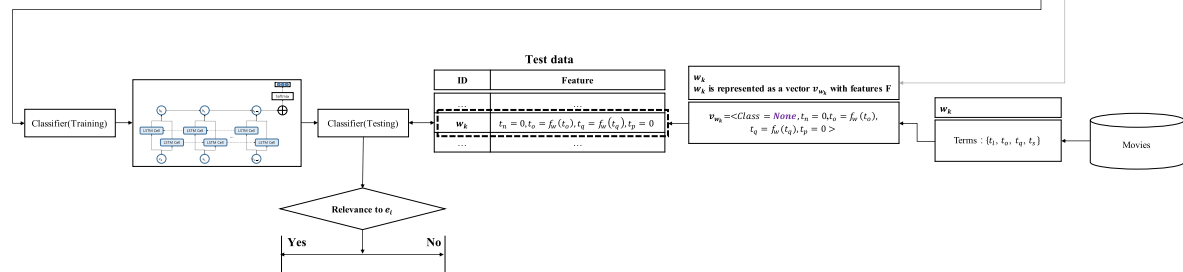 Test data
ID
Feature
…
…
w_k
t_n = 0, t_o = f_w(t_o), t_q = f_w(t_q), t_p = 0
…
…
Classifier(Training)
Softmax
LSTM Cell
LSTM Cell
LSTM Cell
LSTM Cell
LSTM Cell
LSTM Cell
Classifier(Testing)
w_k
w_k is represented as a vector v_{w_k} with features F
v_{w_k}=<Class = None, t_n = 0, t_o = f_w(t_o),
t_q = f_w(t_q), t_p = 0 >
w_k
Terms : {t_l, t_o, t_q, t_s}
Movies
Relevance to e_i
Yes
No